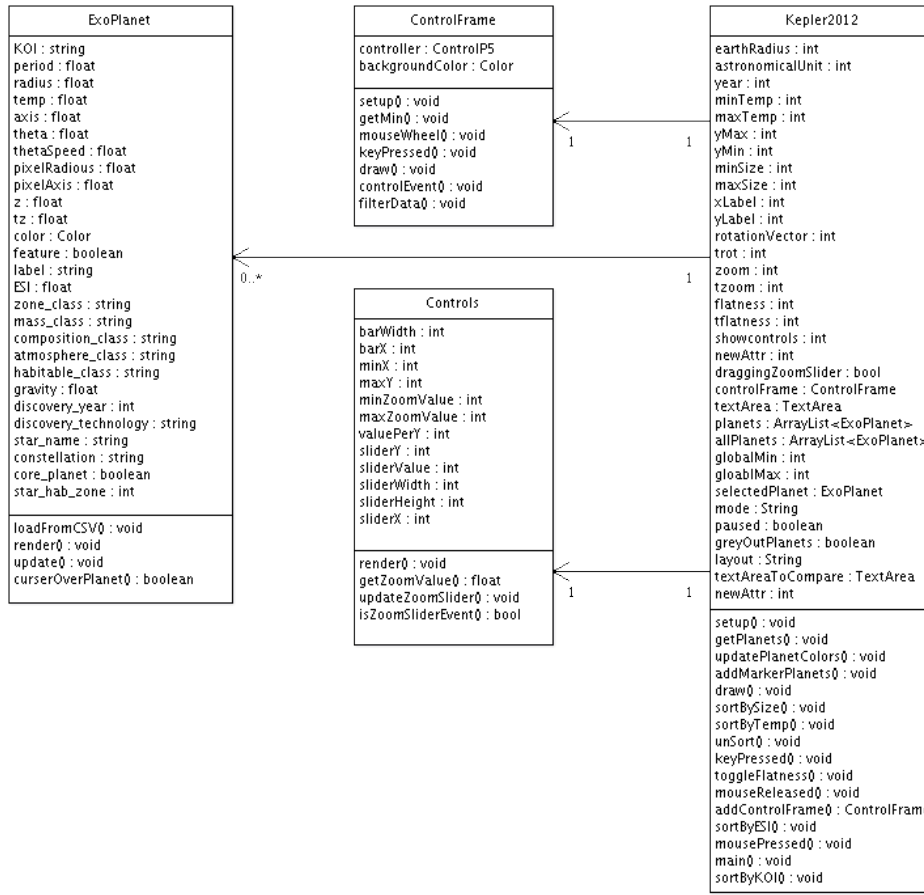 ExoPlanet
KOI : string
period : float
radius : float
temp : float
axis : float
theta : float
thetaSpeed : float
pixelRadious : float
pixelAxis : float
z : float
tz : float
color : Color
feature : boolean
label : string
ESI : float
zone_class : string
mass_class : string
composition_class : string
atmosphere_class : string
habitable_class : string
gravity : float
discovery_year : int
discovery_technology : string
star_name : string
constellation : string
core_planet : boolean
star_hab_zone : int
loadFromCSV() : void
render() : void
update() : void
curserOverPlanet() : boolean
ControlFrame
controller : ControlP5
backgroundColor : Color
setup() : void
getMin() : void
mouseWheel() : void
keyPressed() : void
draw() : void
controlEvent() : void
filterData() : void
1
1
0..*
1
Controls
barWidth : int
barX : int
minX : int
maxY : int
minZoomValue : int
maxZoomValue : int
valuePerY : int
sliderY : int
sliderValue : int
sliderWidth : int
sliderHeight : int
sliderX : int
render() : void
getZoomValue() : float
updateZoomSlider() : void
isZoomSliderEvent() : bool
1
1
Kepler2012
earthRadius : int
astronomicalUnit : int
year : int
minTemp : int
maxTemp : int
yMax : int
yMin : int
minSize : int
maxSize : int
xLabel : int
yLabel : int
rotationVector : int
trot : int
zoom : int
tzoom : int
flatness : int
tflatness : int
showcontrols : int
newAttr : int
draggingZoomSlider : bool
controlFrame : ControlFrame
textArea : TextArea
planets : ArrayList<ExoPlanet>
allPlanets : ArrayList<ExoPlanet>
globalMin : int
gloablMax : int
selectedPlanet : ExoPlanet
mode : String
paused : boolean
greyOutPlanets : boolean
layout : String
textAreaToCompare : TextArea
newAttr : int
setup() : void
getPlanets() : void
updatePlanetColors() : void
addMarkerPlanets() : void
draw() : void
sortBySize() : void
sortByTemp() : void
unSort() : void
keyPressed() : void
toggleFlatness() : void
mouseReleased() : void
addControlFrame() : ControlFram
sortByESI() : void
mousePressed() : void
main() : void
sortByKOI() : void